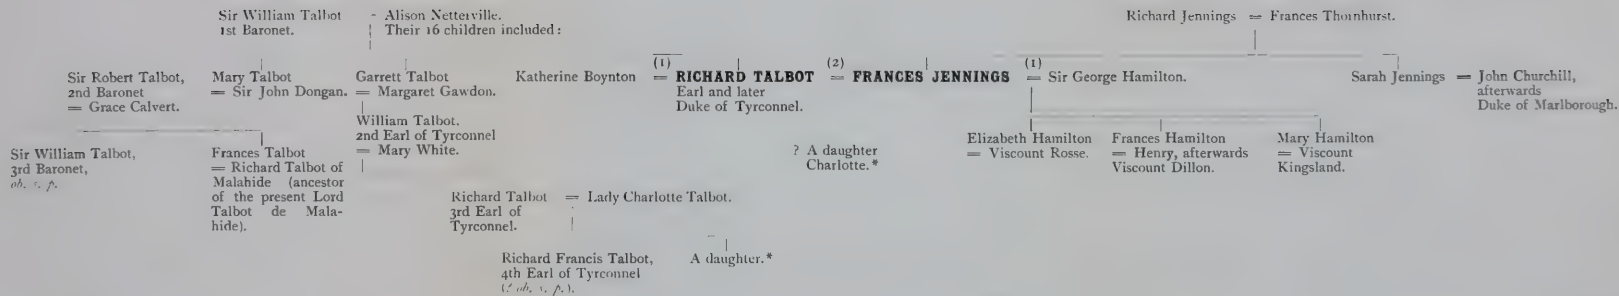 Sir William Talbot = Alison Netterville.
1st Baronet. Their 16 children included:
Richard Jennings = Frances Thornhurst.
Sir Robert Talbot,
2nd Baronet
= Grace Calvert.
Mary Talbot
= Sir John Dongan.
Garrett Talbot
= Margaret Gawdon.
Katherine Boynton (1) = RICHARD TALBOT (2) = FRANCES JENNINGS (1) = Sir George Hamilton.
Earl and later
Duke of Tyrconnel.
Sarah Jennings = John Churchill,
afterwards
Duke of Marlborough.
William Talbot.
2nd Earl of Tyrconnel
= Mary White.
Sir William Talbot,
3rd Baronet,
ob. s. p.
Frances Talbot
= Richard Talbot of
Malahide (ancestor
of the present Lord
Talbot de Mala-
hide).
? A daughter
Charlotte.*
Elizabeth Hamilton
= Viscount Rosse.
Frances Hamilton
= Henry, afterwards
Viscount Dillon.
Mary Hamilton
= Viscount
Kingsland.
Richard Talbot = Lady Charlotte Talbot.
3rd Earl of
Tyrconnel.
Richard Francis Talbot,
4th Earl of Tyrconnel
(? ob. s. p.).
A daughter.*